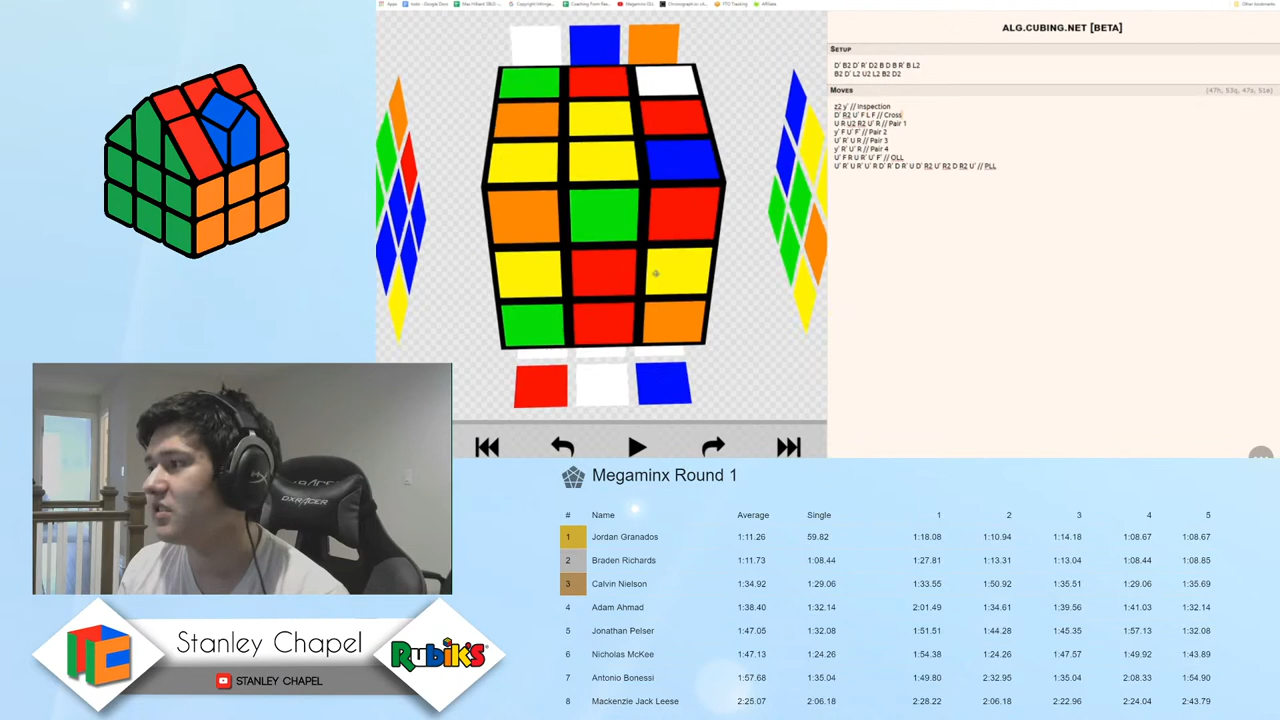 Apps
Other bookmarks
ALG.CUBING.NET [BETA]
SETUP
D' B2 D' R' D2 B D B R' B L2
B2 D' L2 U2 L2 B2 D2
MOVES
(47h, 53q, 47s, 51e)
z2 y' // Inspection
D' R2 U' F L F // Cross
U R U2 R2 U' R // Pair 1
y' F U' F' // Pair 2
U' R' U R // Pair 3
y' R' U' R // Pair 4
U' F R U R' U' F' // OLL
U' R' U R' U' R D' R' D R' U D' R2 U' R2 D R2 U' // PLL
Megaminx Round 1
# Name Average Single 1 2 3 4 5
1 Jordan Granados 1:11.26 59.82 1:18.08 1:10.94 1:14.18 1:08.67 1:08.67
2 Braden Richards 1:11.73 1:08.44 1:27.81 1:13.31 1:13.04 1:08.44 1:08.85
3 Calvin Nielson 1:34.92 1:29.06 1:33.55 1:50.92 1:35.51 1:29.06 1:35.69
4 Adam Ahmad 1:38.40 1:32.14 2:01.49 1:34.61 1:39.56 1:41.03 1:32.14
5 Jonathan Pelser 1:47.05 1:32.08 1:51.51 1:44.28 1:45.35 1:57.13 1:32.08
6 Nicholas McKee 1:47.13 1:24.26 1:54.38 1:24.26 1:47.57 1:49.92 1:43.89
7 Antonio Bonessi 1:57.68 1:35.04 1:49.80 2:32.95 1:35.04 2:08.33 1:54.90
8 Mackenzie Jack Leese 2:25.07 2:06.18 2:28.22 2:06.18 2:22.96 2:24.04 2:43.79
DXRACER
Stanley Chapel
STANLEY CHAPEL
Rubik's